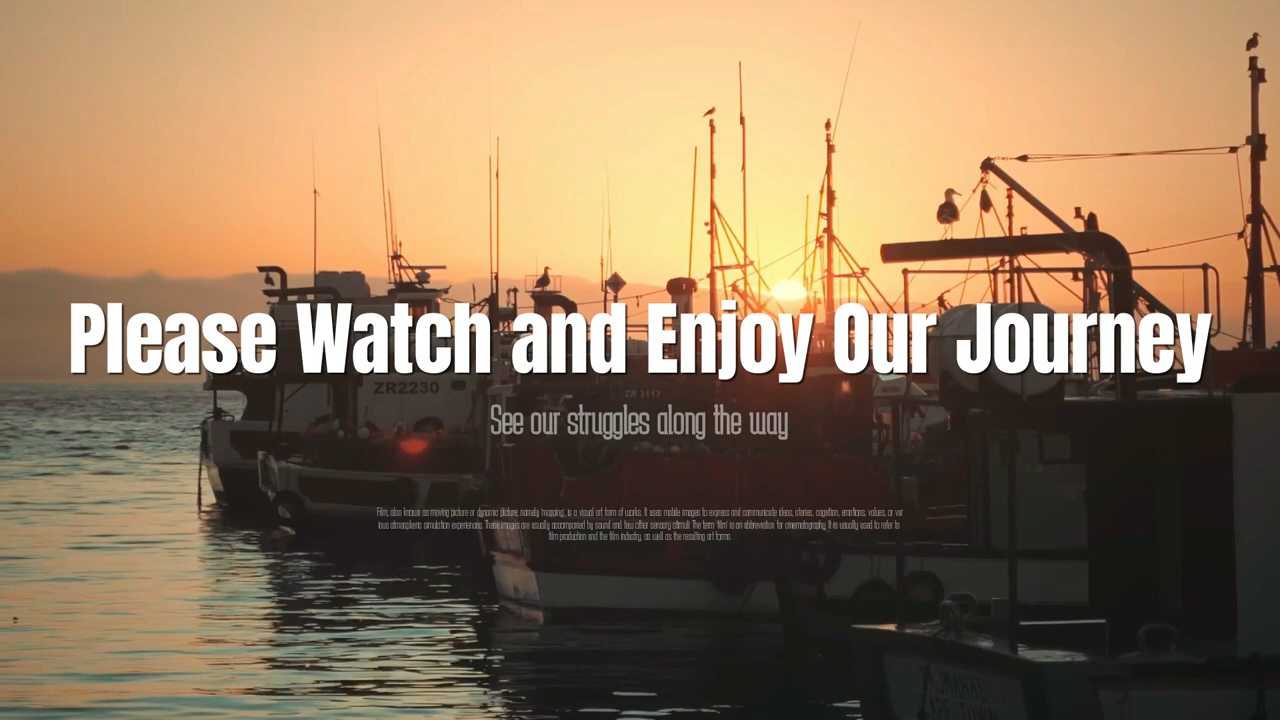 Please Watch and Enjoy Our Journey
ZR2230
ZR 3117
See our struggles along the way
Film, also known as moving picture or dynamic picture, namely 'mapping', is a visual art form of works. It uses mobile images to express and communicate ideas, stories, cognition, emotions, values, or var
ious atmospheric simulation experiences. These images are usually accompanied by sound and few other sensory stimuli. The term 'film' is an abbreviation for cinematography. It is usually used to refer to
film production and the film industry, as well as the resulting art forms.
TOWN